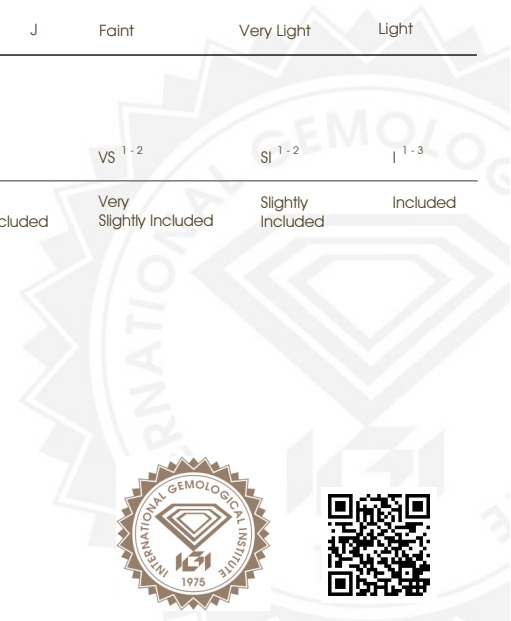 J Faint Very Light Light
VS 1 - 2 SI 1 - 2 I 1 - 3
Very Slightly Included
cluded Slightly Included Included
INTERNATIONAL GEMOLOGICAL INSTITUTE
IGI
1975